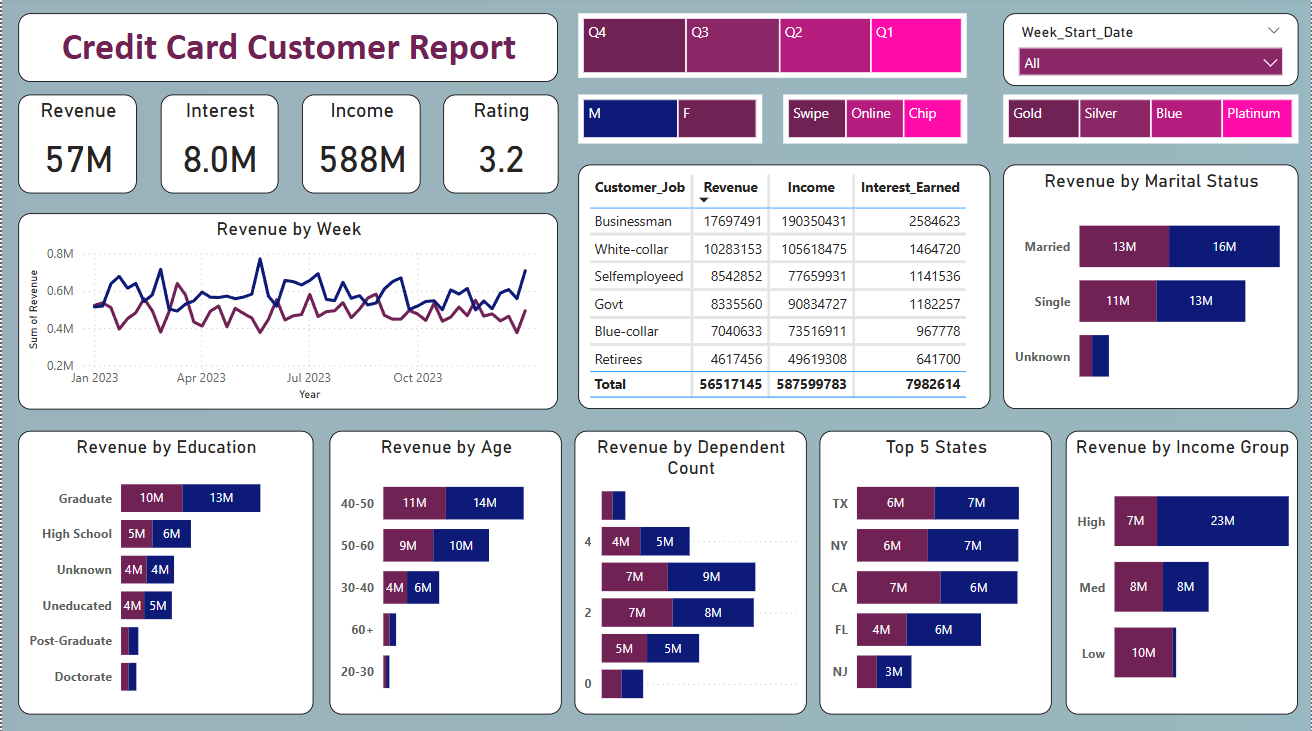 Credit Card Customer Report
Q4 Q3 Q2 Q1
Week_Start_Date
All
Revenue
57M
Interest
8.0M
Income
588M
Rating
3.2
M F
Swipe Online Chip
Gold Silver Blue Platinum
Revenue by Week
0.8M
0.6M
0.4M
0.2M
Sum of Revenue
Jan 2023 Apr 2023 Jul 2023 Oct 2023
Year
Customer_Job Revenue Income Interest_Earned
Businessman 17697491 190350431 2584623
White-collar 10283153 105618475 1464720
Selfemployeed 8542852 77659931 1141536
Govt 8335560 90834727 1182257
Blue-collar 7040633 73516911 967778
Retirees 4617456 49619308 641700
Total 56517145 587599783 7982614
Revenue by Marital Status
Married 13M 16M
Single 11M 13M
Unknown
Revenue by Education
Graduate 10M 13M
High School 5M 6M
Unknown 4M 4M
Uneducated 4M 5M
Post-Graduate
Doctorate
Revenue by Age
40-50 11M 14M
50-60 9M 10M
30-40 4M 6M
60+
20-30
Revenue by Dependent
Count
4 4M 5M
7M 9M
2 7M 8M
5M 5M
0
Top 5 States
TX 6M 7M
NY 6M 7M
CA 7M 6M
FL 4M 6M
NJ 3M
Revenue by Income Group
High 7M 23M
Med 8M 8M
Low 10M